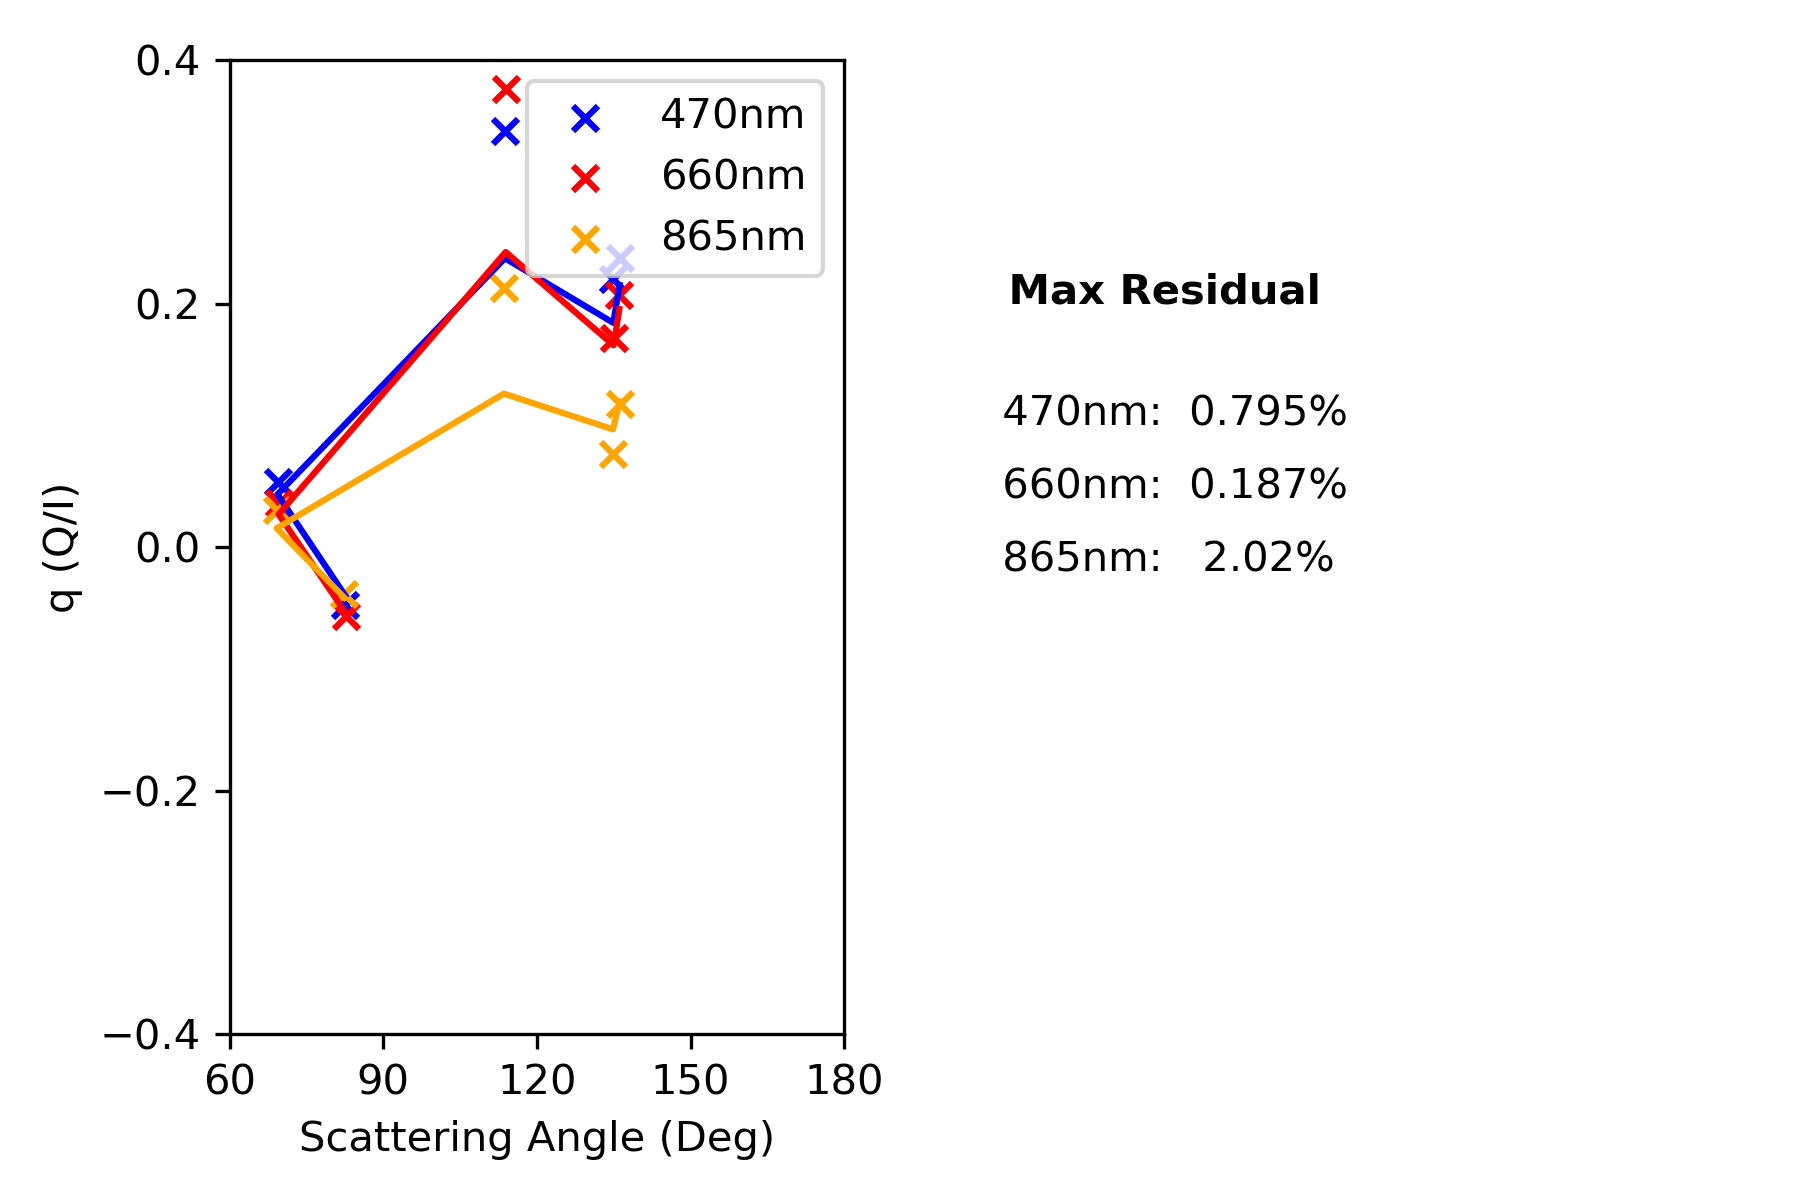 0.4
0.2
0.0
−0.2
−0.4
q (Q/I)
60 90 120 150 180
Scattering Angle (Deg)
470nm
660nm
865nm
Max Residual
470nm: 0.795%
660nm: 0.187%
865nm: 2.02%